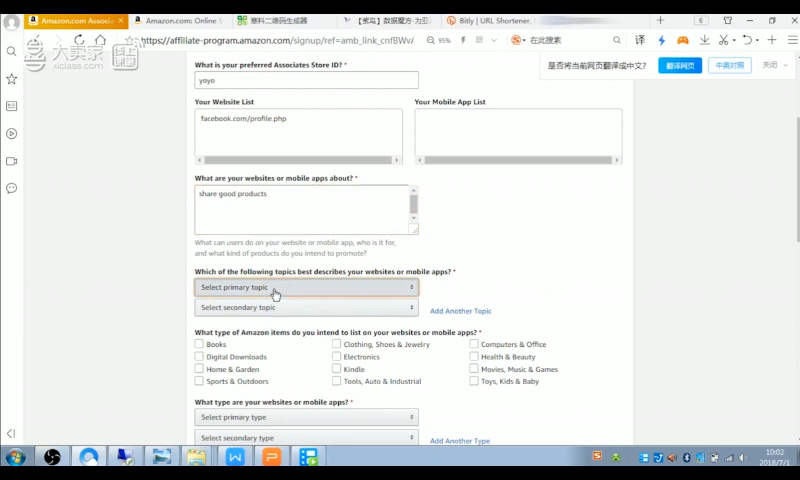 Amazon.com Associa
Amazon.com: Online S
意料二维码生成器
【紫鸟】数据魔方-为亚
Bitly | URL Shortener,
https://affiliate-program.amazon.com/signup/ref=amb_link_cnfBWvA
95%
在此搜索
大卖家
xiclass.com
线上课程
是否将当前网页翻译成中文?
翻译网页
中英对照
关闭
What is your preferred Associates Store ID? *
yoyo
Your Website List
Your Mobile App List
facebook.com/profile.php
What are your websites or mobile apps about? *
share good products
What can users do on your website or mobile app, who is it for,
and what kind of products do you intend to promote?
Which of the following topics best describes your websites or mobile apps? *
Select primary topic
Select secondary topic
Add Another Topic
What type of Amazon items do you intend to list on your websites or mobile apps? *
Books
Clothing, Shoes & Jewelry
Computers & Office
Digital Downloads
Electronics
Health & Beauty
Home & Garden
Kindle
Movies, Music & Games
Sports & Outdoors
Tools, Auto & Industrial
Toys, Kids & Baby
What type are your websites or mobile apps? *
Select primary type
Select secondary type
Add Another Type
10:02
2018/7/1